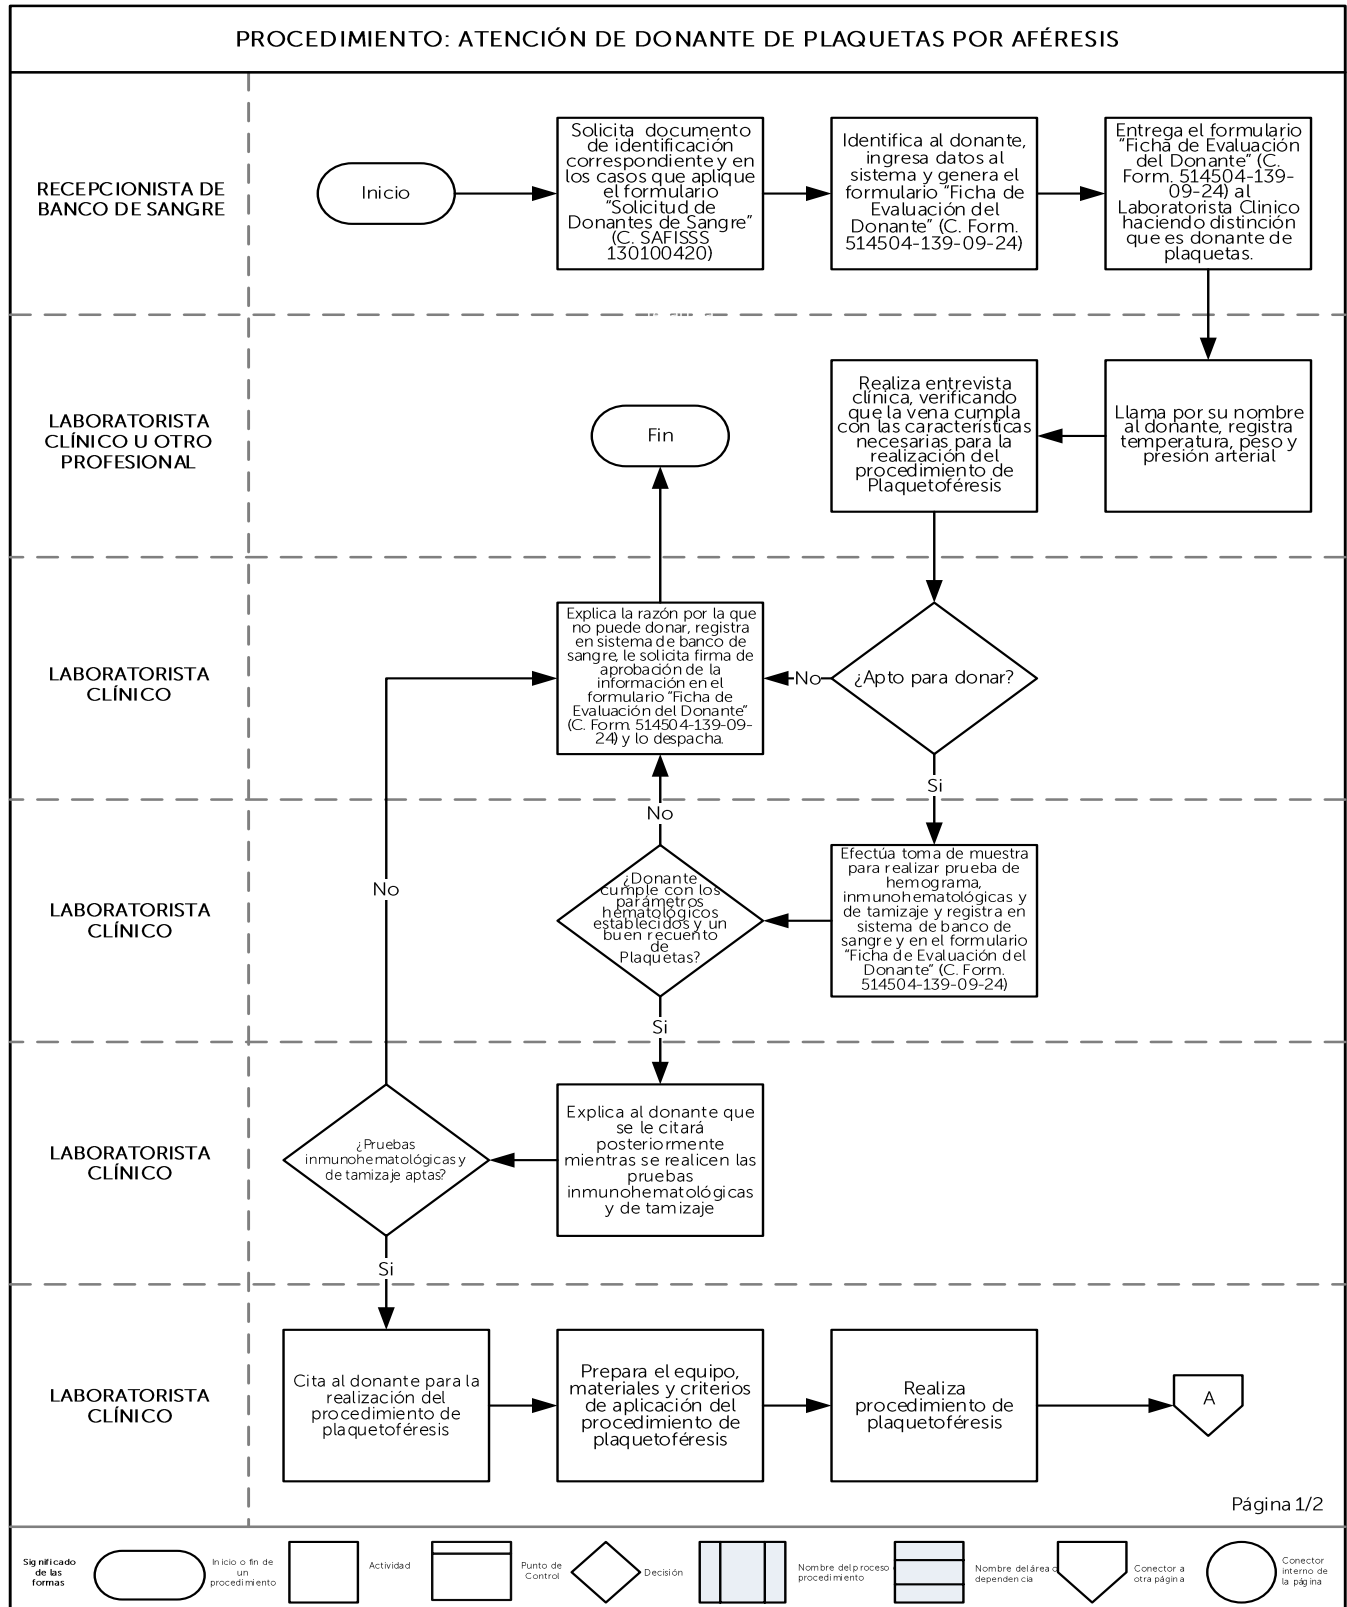 PROCEDIMIENTO: ATENCIÓN DE DONANTE DE PLAQUETAS POR AFÉRESIS
RECEPCIONISTA DE
BANCO DE SANGRE
Inicio
Solicita documento
de identificación
correspondiente y en
los casos que aplique
el formulario
“Solicitud de
Donantes de Sangre”
(C. SAFISSS
130100420)
Identifica al donante,
ingresa datos al
sistema y genera el
formulario “Ficha de
Evaluación del
Donante” (C. Form.
514504-139-09-24)
Entrega el formulario
“Ficha de Evaluación
del Donante” (C.
Form. 514504-139-
09-24) al
Laboratorista Clinico
haciendo distinción
que es donante de
plaquetas.
LABORATORISTA
CLÍNICO U OTRO
PROFESIONAL
Fin
Realiza entrevista
clínica, verificando
que la vena cumpla
con las características
necesarias para la
realización del
procedimiento de
Plaquetoféresis
Llama por su nombre
al donante, registra
temperatura, peso y
presión arterial
LABORATORISTA
CLÍNICO
Explica la razón por la que
no puede donar, registra
en sistema de banco de
sangre, le solicita firma de
aprobación de la
información en el
formulario “Ficha de
Evaluación del Donante”
(C. Form. 514504-139-09-
24) y lo despacha.
No
¿Apto para donar?
Si
No
LABORATORISTA
CLÍNICO
No
¿Donante
cumple con los
parámetros
hematológicos
establecidos y un
buen recuento
de
Plaquetas?
Efectúa toma de muestra
para realizar prueba de
hemograma,
inmunohematológicas y
de tamizaje y registra en
sistema de banco de
sangre y en el formulario
“Ficha de Evaluación del
Donante” (C. Form.
514504-139-09-24)
Si
LABORATORISTA
CLÍNICO
¿Pruebas
inmunohematológicas y
de tamizaje aptas?
Explica al donante que
se le citará
posteriormente
mientras se realicen las
pruebas
inmunohematológicas
y de tamizaje
Si
LABORATORISTA
CLÍNICO
Cita al donante para la
realización del
procedimiento de
plaquetoféresis
Prepara el equipo,
materiales y criterios
de aplicación del
procedimiento de
plaquetoféresis
Realiza
procedimiento de
plaquetoféresis
A
Página 1/2
Significado
de las
formas
Inicio o fin de
un
procedimiento
Actividad
Punto de
Control
Decisión
Nombre del proceso
procedimiento
Nombre del área
dependencia
Conector a
otra página
Conector
interno de
la página